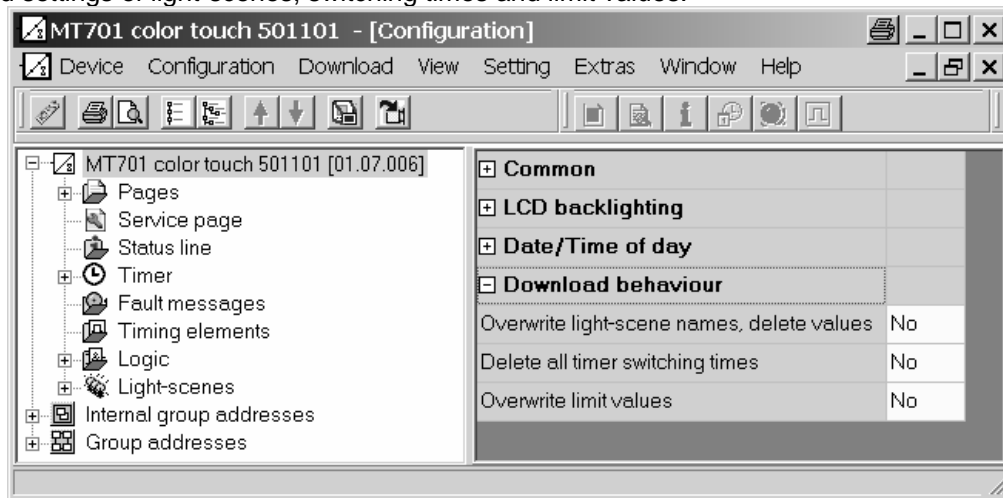 settings of light-scenes, switching times and limit values.
MT701 color touch 501101 - [Configuration]
Device Configuration Download View Setting Extras Window Help
MT701 color touch 501101 [01.07.006]
Pages
Service page
Status line
Timer
Fault messages
Timing elements
Logic
Light-scenes
Internal group addresses
Group addresses
Common
LCD backlighting
Date/Time of day
Download behaviour
Overwrite light-scene names, delete values No
Delete all timer switching times No
Overwrite limit values No